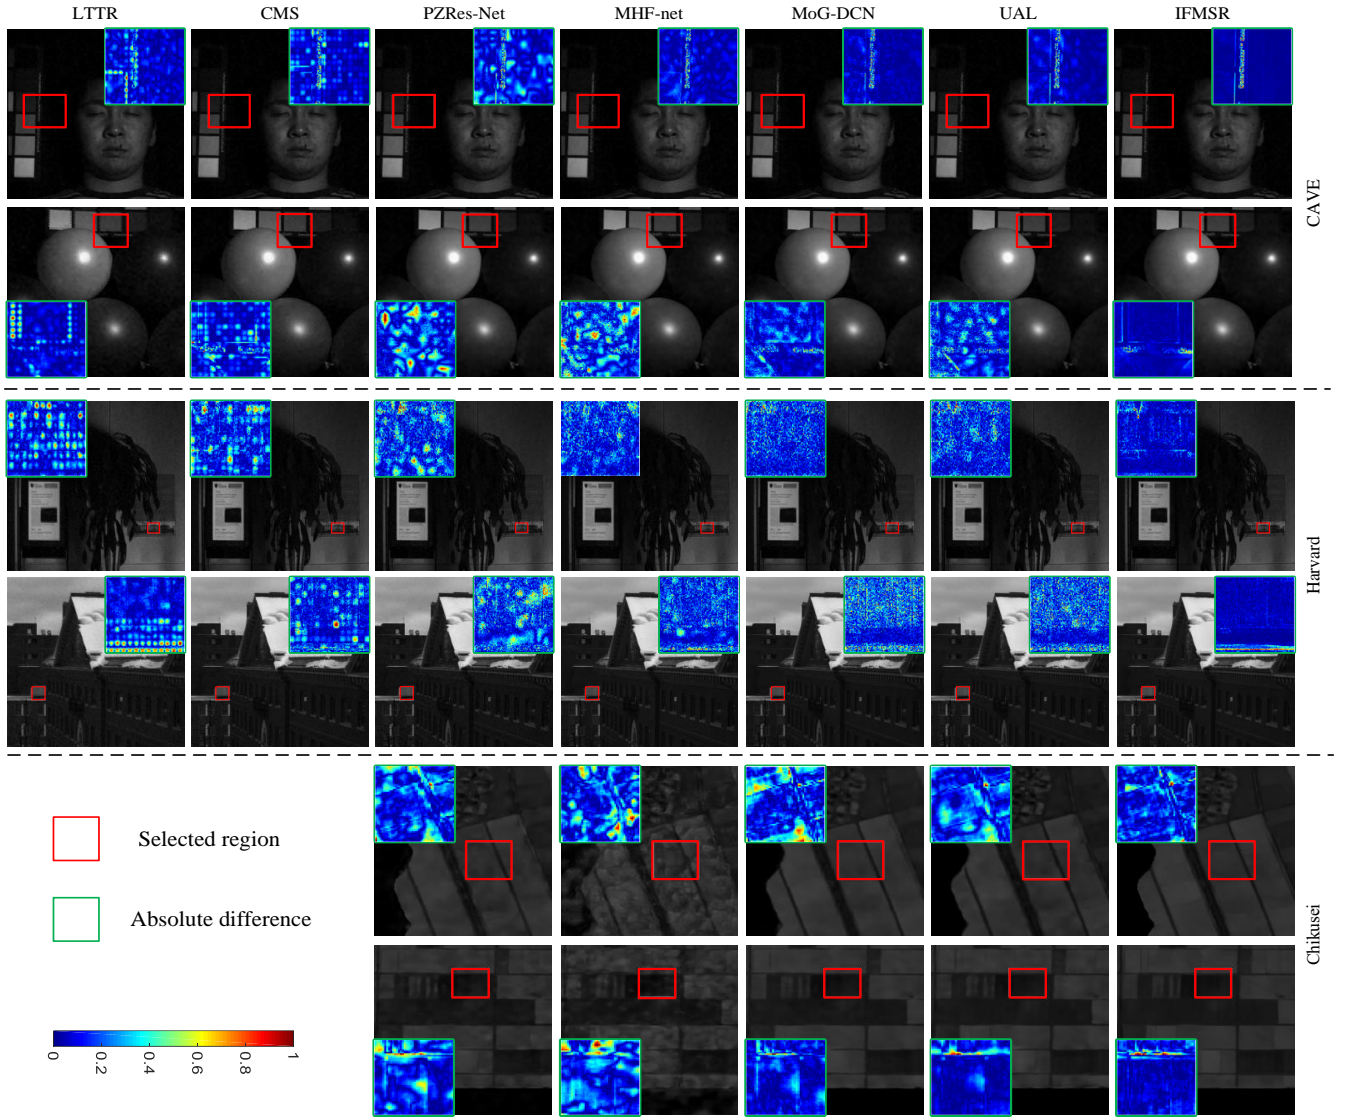 LTTR
CMS
PZRes-Net
MHF-net
MoG-DCN
UAL
IFMSR
CAVE
Harvard
Selected region
Absolute difference
Chikusei
0
0.2
0.4
0.6
0.8
1